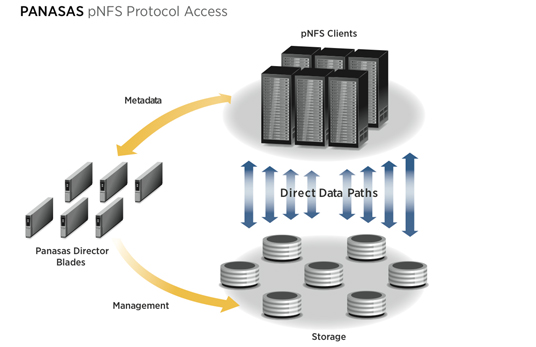 PANASAS pNFS Protocol Access
pNFS Clients
Metadata
Direct Data Paths
Panasas Director
Blades
Management
Storage